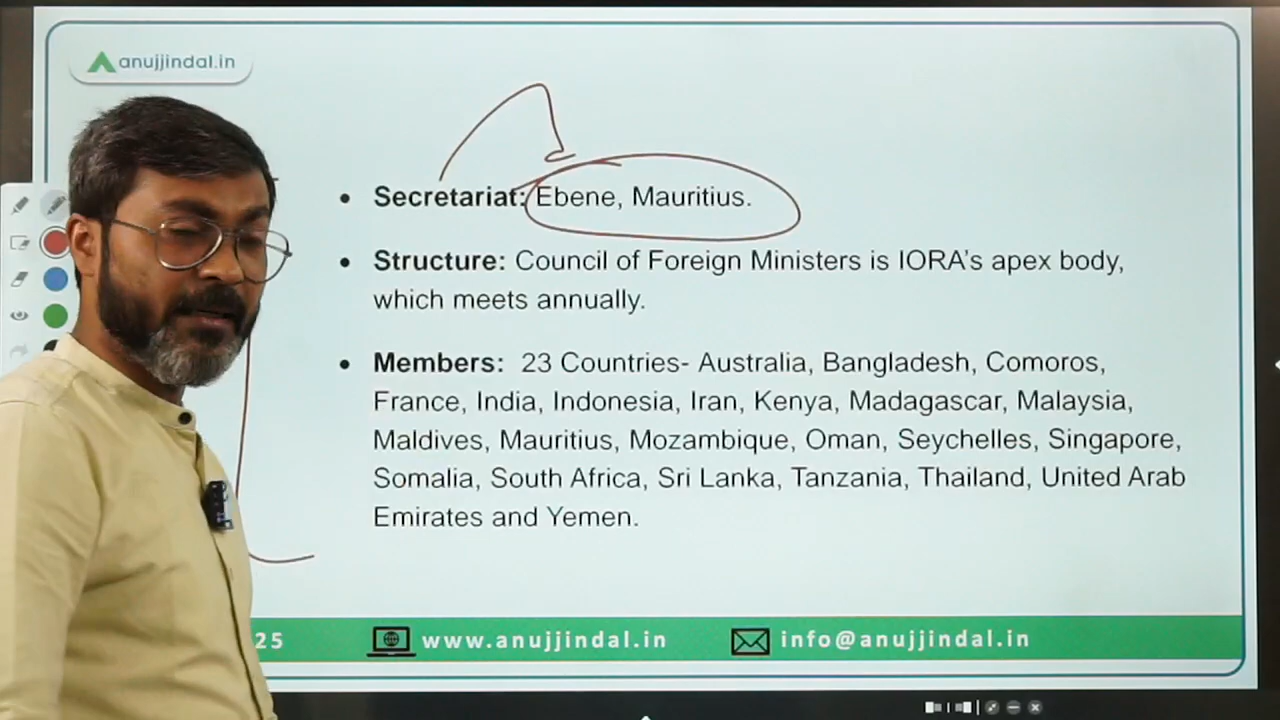 anujjindal.in
Secretariat: Ebene, Mauritius.
Structure: Council of Foreign Ministers is IORA's apex body,
which meets annually.
Members: 23 Countries- Australia, Bangladesh, Comoros,
France, India, Indonesia, Iran, Kenya, Madagascar, Malaysia,
Maldives, Mauritius, Mozambique, Oman, Seychelles, Singapore,
Somalia, South Africa, Sri Lanka, Tanzania, Thailand, United Arab
Emirates and Yemen.
25 www.anujjindal.in info@anujjindal.in